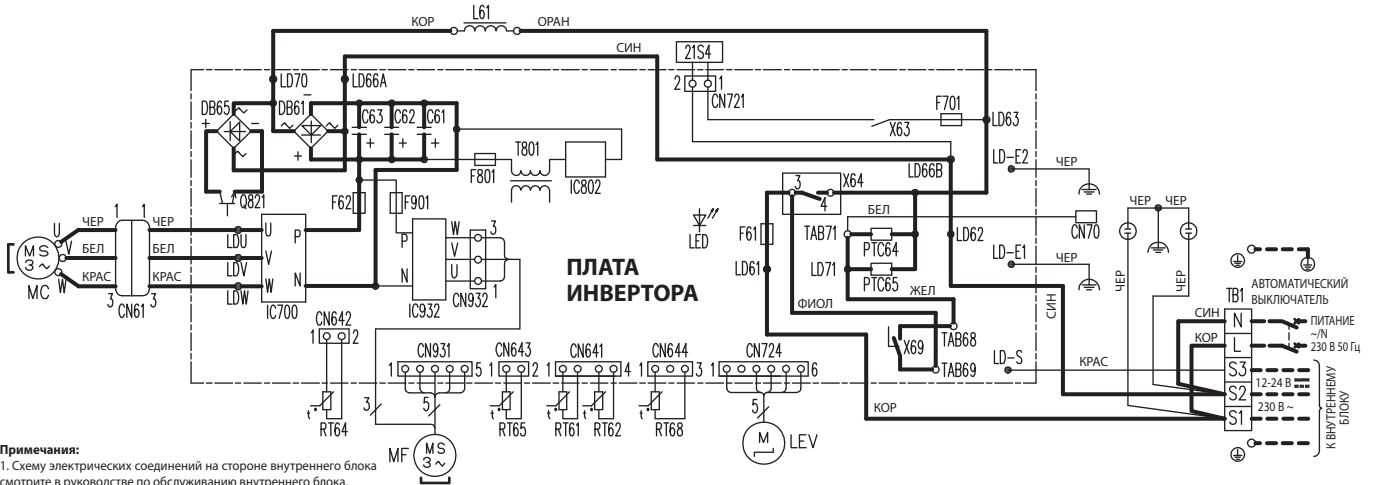 L61
КОР
ОРАН
СИН
21S4
2
1
CN721
LD70
LD66A
DB65
DB61
C63
C62
C61
+
−
~
−
+
~
F701
X63
LD63
T801
F801
IC802
LD66B
LD-E2
ЧЕР
Q821
F62
F901
3
X64
4
БЕЛ
LED
F61
TAB71
PTC64
LD62
CN70
ЧЕР
ЧЕР
U
ЧЕР
1
1
ЧЕР
LDU
U
P
V
БЕЛ
БЕЛ
LDV
V
W
КРАС
КРАС
LDW
W
N
MS
3~
MC
3
3
CN61
IC700
P
N
IC932
W
V
U
3
1
CN932
ПЛАТА
ИНВЕРТОРА
LD61
LD71
PTC65
LD-E1
ЧЕР
ФИОЛ
ЖЕЛ
СИН
ЧЕР
ЧЕР
АВТОМАТИЧЕСКИЙ
ВЫКЛЮЧАТЕЛЬ
TB1
СИН
N
ПИТАНИЕ
~/N
КОР
L
230 В 50 Гц
CN642
1
2
X69
TAB68
TAB69
LD-S
КРАС
S3
12-24 В
S2
230 В ~
S1
К ВНУТРЕННЕМУ
БЛОКУ
CN931
1
5
CN643
1
2
CN641
1
4
CN644
1
3
CN724
1
6
t°
RT64
3
5
t°
RT65
t°
RT61
t°
RT62
t°
RT68
5
КОР
MF
MS
3~
M
LEV
Примечания:
1. Схему электрических соединений на стороне внутреннего блока
смотрите в руководстве по обслуживанию внутреннего блока.